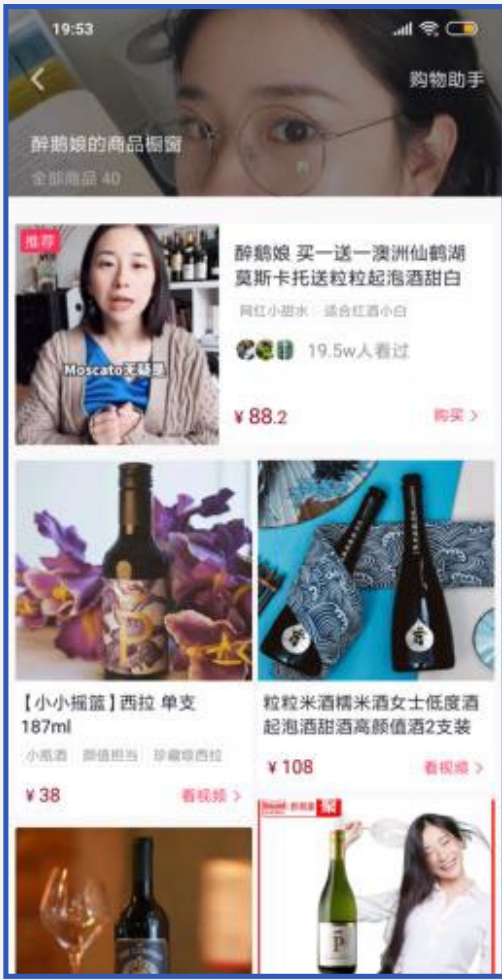 19:53
购物助手
醉鹅娘的商品橱窗
全部商品 40
推荐
Moscato无疑是
醉鹅娘 买一送一澳洲仙鹤湖
莫斯卡托送粒粒起泡酒甜白
网红小甜水 适合红酒小白
19.5w人看过
¥ 88.2
购买 >
P
【小小摇篮】西拉 单支
187ml
小瓶酒 颜值担当 珍藏级西拉
¥ 38
看视频 >
粒粒米酒糯米酒女士低度酒
起泡酒甜酒高颜值酒2支装
¥ 108
看视频 >
P